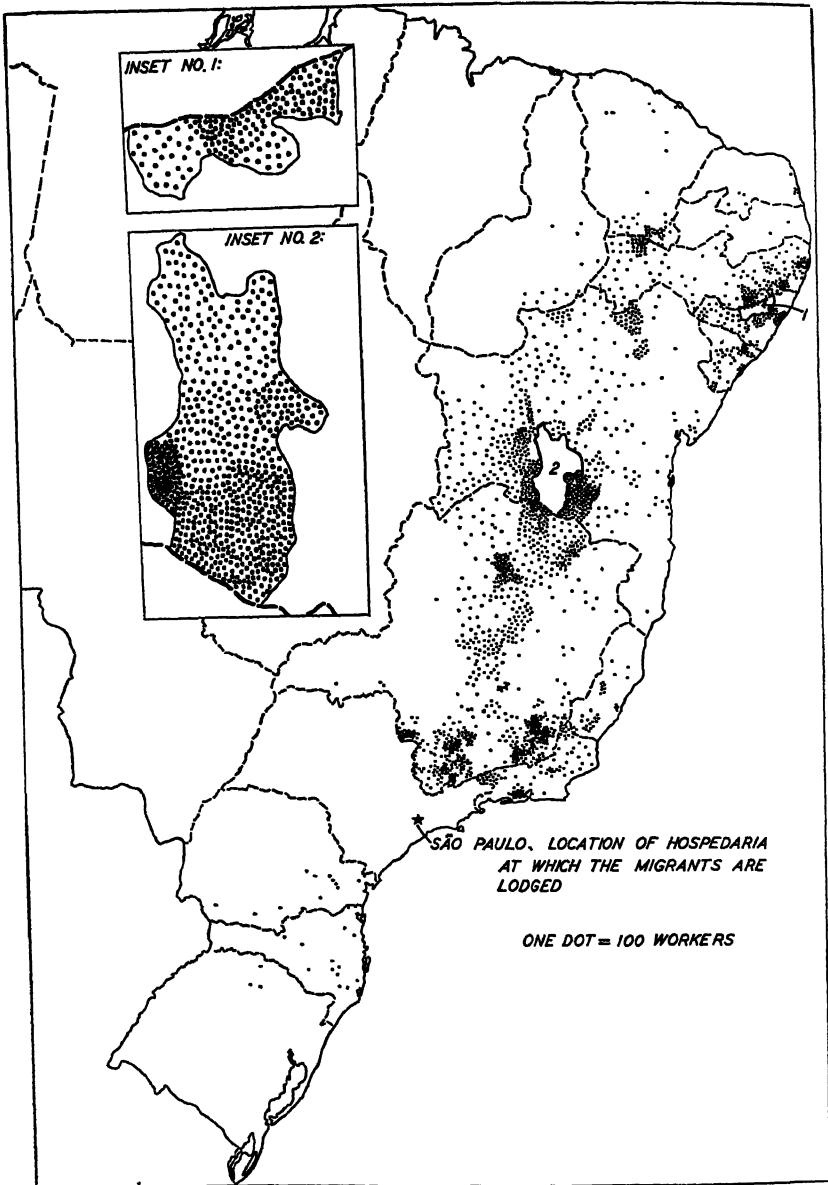 INSET NO. 1:
INSET NO. 2:
2
1
SÃO PAULO, LOCATION OF HOSPEDARIA
AT WHICH THE MIGRANTS ARE
LODGED
ONE DOT = 100 WORKERS